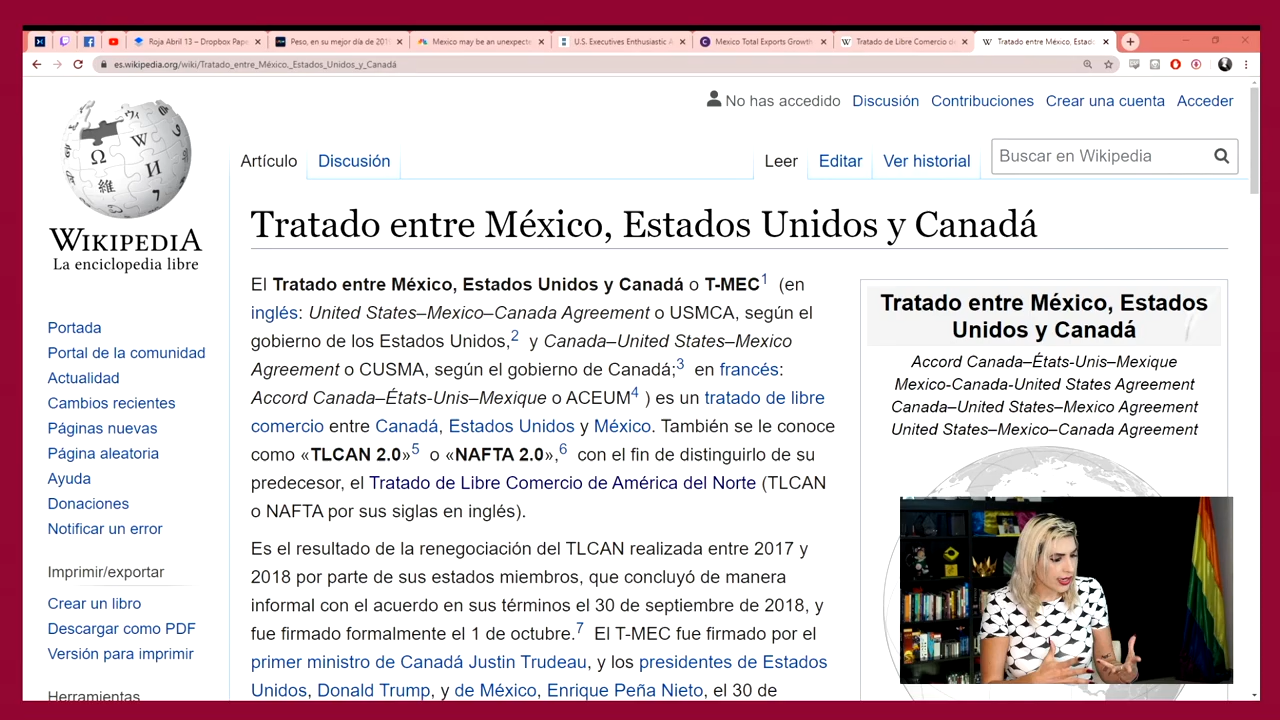 Roja Abril 13 – Dropbox Pape
Peso, en su mejor día de 201
Mexico may be an unexpecte
U.S. Executives Enthusiastic A
Mexico Total Exports Growth
Tratado de Libre Comercio de
Tratado entre México, Estad
es.wikipedia.org/wiki/Tratado_entre_México,_Estados_Unidos_y_Canadá
No has accedido Discusión Contribuciones Crear una cuenta Acceder
Artículo Discusión Leer Editar Ver historial Buscar en Wikipedia
WIKIPEDIA
La enciclopedia libre
Portada
Portal de la comunidad
Actualidad
Cambios recientes
Páginas nuevas
Página aleatoria
Ayuda
Donaciones
Notificar un error
Imprimir/exportar
Crear un libro
Descargar como PDF
Versión para imprimir
Herramientas
Tratado entre México, Estados Unidos y Canadá
El Tratado entre México, Estados Unidos y Canadá o T-MEC1 (en
inglés: United States–Mexico–Canada Agreement o USMCA, según el
gobierno de los Estados Unidos,2 y Canada–United States–Mexico
Agreement o CUSMA, según el gobierno de Canadá;3 en francés:
Accord Canada–États-Unis–Mexique o ACEUM4 ) es un tratado de libre
comercio entre Canadá, Estados Unidos y México. También se le conoce
como «TLCAN 2.0»5 o «NAFTA 2.0»,6 con el fin de distinguirlo de su
predecesor, el Tratado de Libre Comercio de América del Norte (TLCAN
o NAFTA por sus siglas en inglés).
Es el resultado de la renegociación del TLCAN realizada entre 2017 y
2018 por parte de sus estados miembros, que concluyó de manera
informal con el acuerdo en sus términos el 30 de septiembre de 2018, y
fue firmado formalmente el 1 de octubre.7 El T-MEC fue firmado por el
primer ministro de Canadá Justin Trudeau, y los presidentes de Estados
Unidos, Donald Trump, y de México, Enrique Peña Nieto, el 30 de
Tratado entre México, Estados
Unidos y Canadá
Accord Canada–États-Unis–Mexique
Mexico-Canada-United States Agreement
Canada–United States–Mexico Agreement
United States–Mexico–Canada Agreement